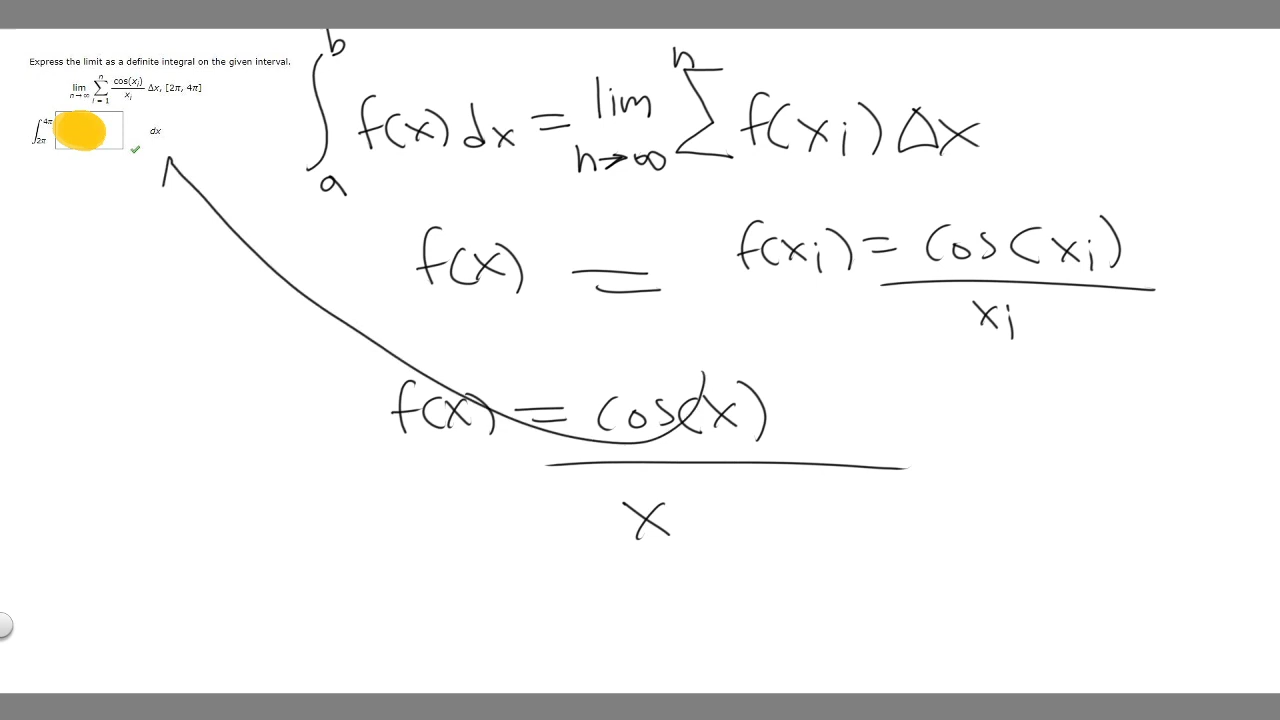 Express the limit as a definite integral on the given interval.
lim n→∞ n ∑ i = 1 cos(xᵢ) / xᵢ Δx, [2π, 4π]
∫ 4π 2π dx
b ∫ a f(x) dx = lim n→∞ n ∑ f(xᵢ) Δx
f(x) =
f(xᵢ) = cos(xᵢ) / xᵢ
f(x) = cos(x) / x